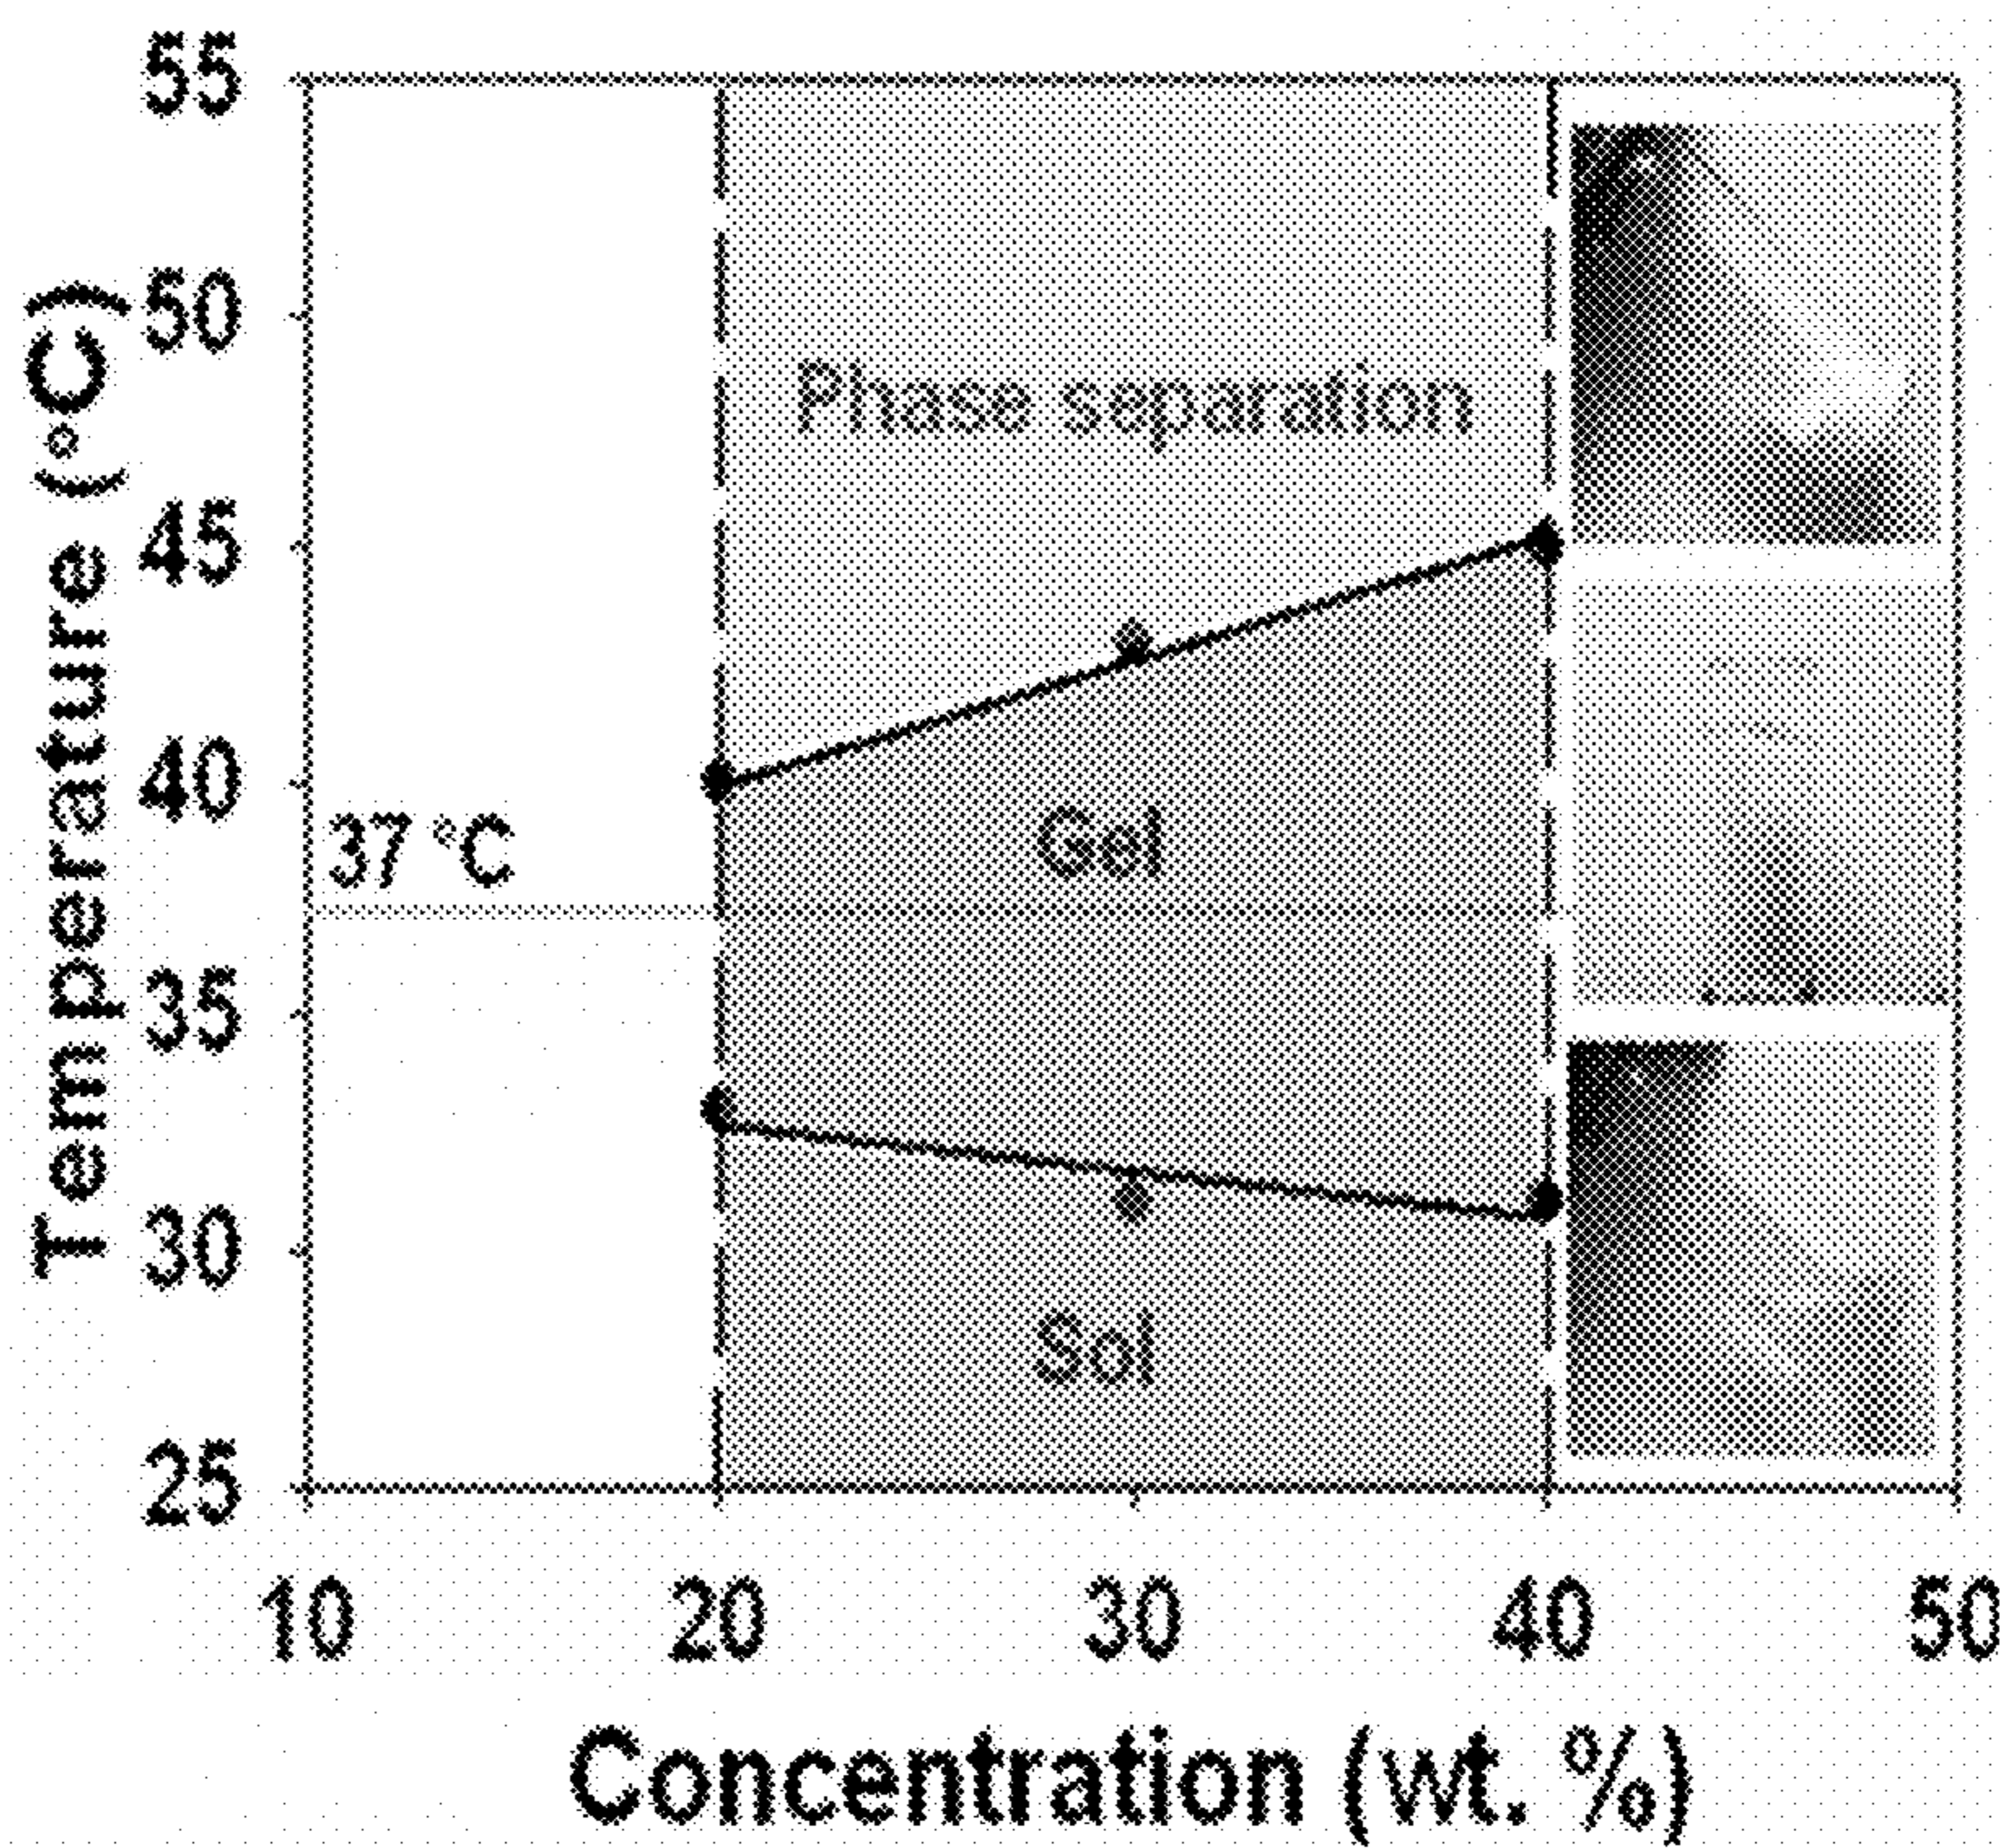 Temperature (°C)
55
50
45
40
35
30
25
Phase separation
37 °C
Gel
Sol
10 20 30 40 50
Concentration (wt. %)